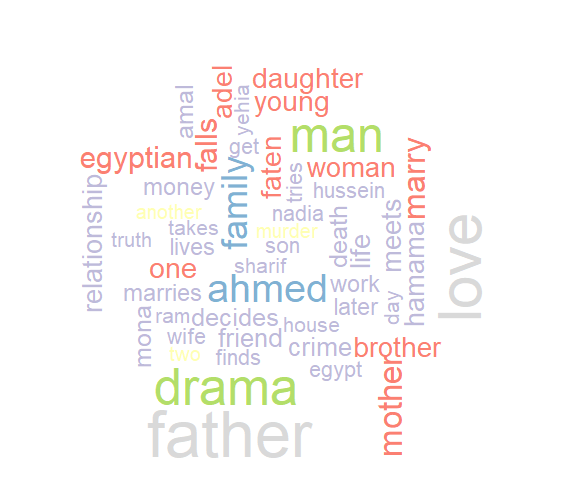 daughter
adel
amal
yehia
young
man
falls
get
egyptian
faten
woman
marry
money
family
tries
hussein
relationship
another
nadia
takes
murder
death
meets
truth
lives
son
life
hamama
love
one
sharif
ahmed
work
marries
later
day
mona
ram
decides
house
wife
friend
crime
brother
two
finds
egypt
drama
mother
father